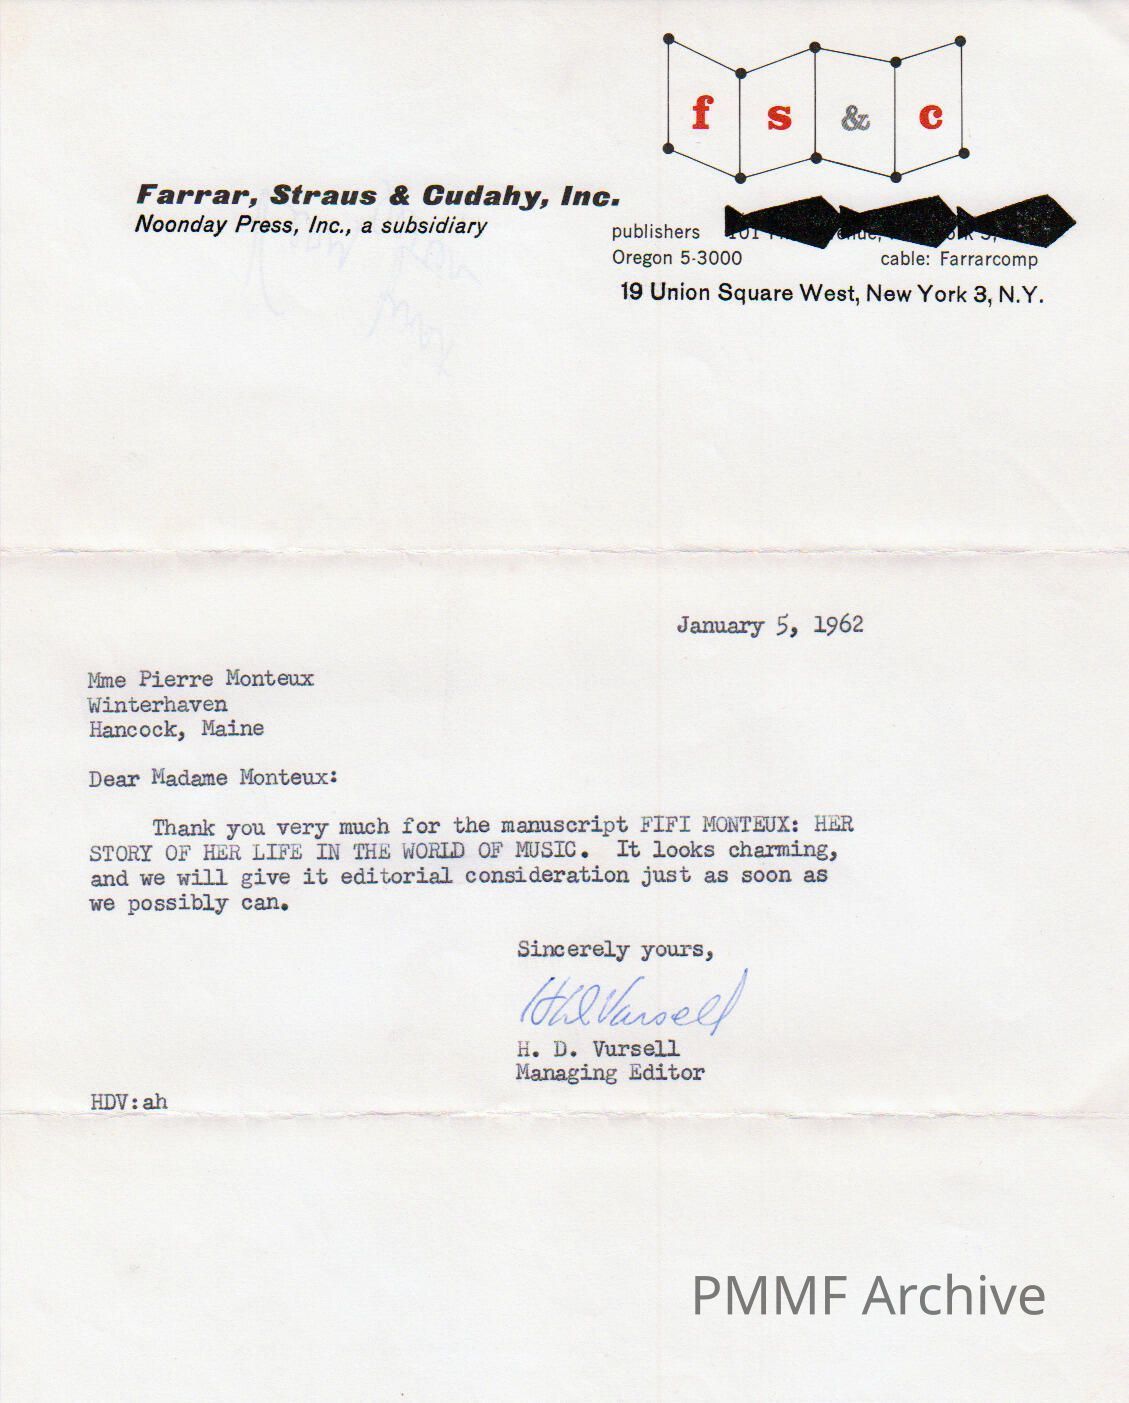 f s & c
Farrar, Straus & Cudahy, Inc.
Noonday Press, Inc., a subsidiary
publishers 101
Oregon 5-3000 cable: Farrarcomp
19 Union Square West, New York 3, N.Y.
January 5, 1962
Mme Pierre Monteux
Winterhaven
Hancock, Maine
Dear Madame Monteux:
Thank you very much for the manuscript FIFI MONTEUX: HER
STORY OF HER LIFE IN THE WORLD OF MUSIC. It looks charming,
and we will give it editorial consideration just as soon as
we possibly can.
Sincerely yours,
HD Vursell
H. D. Vursell
Managing Editor
HDV:ah
PMMF Archive